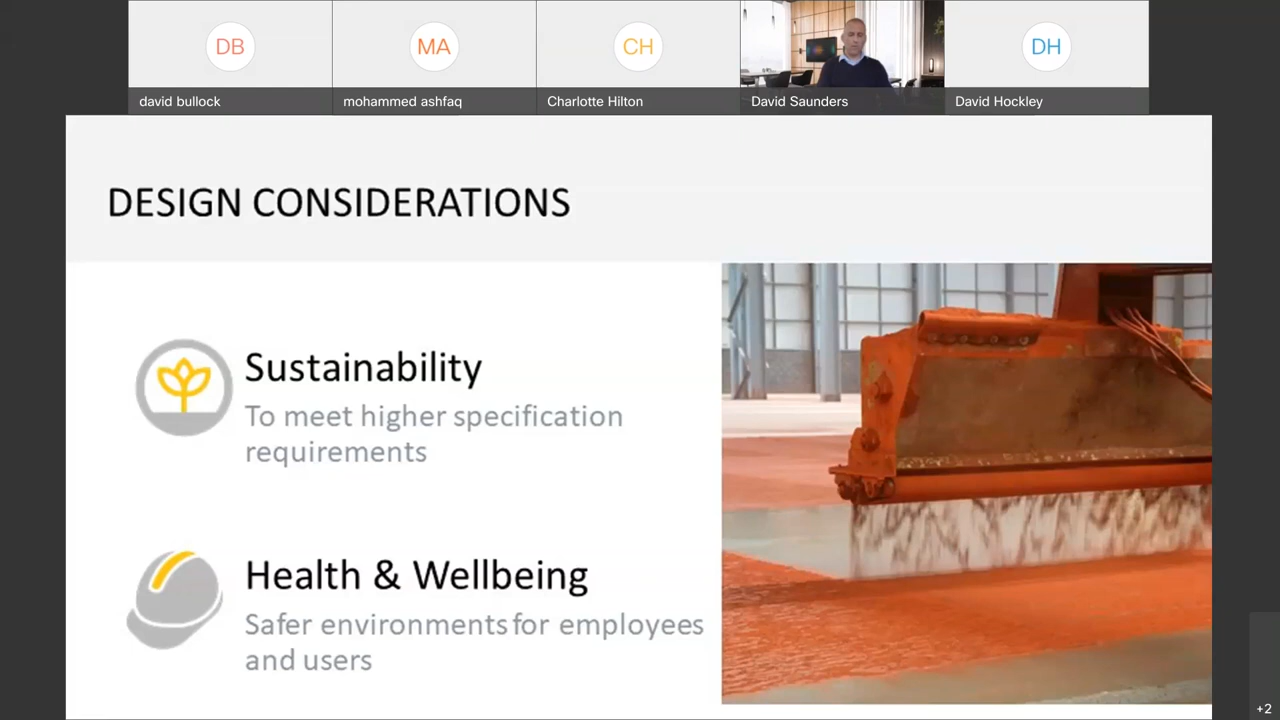 DB
MA
CH
DH
david bullock
mohammed ashfaq
Charlotte Hilton
David Saunders
David Hockley
DESIGN CONSIDERATIONS
Sustainability
To meet higher specification
requirements
Health & Wellbeing
Safer environments for employees
and users
+2